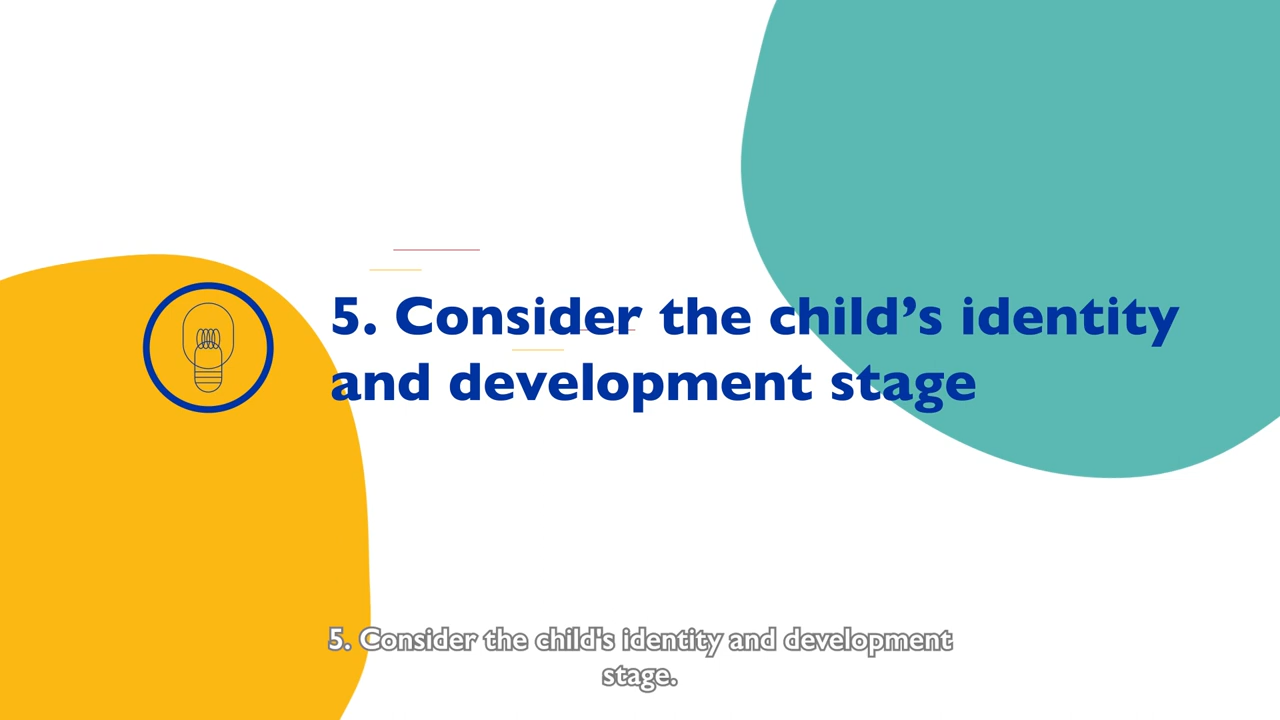 5. Consider the child’s identity
and development stage
5. Consider the child's identity and development
stage.